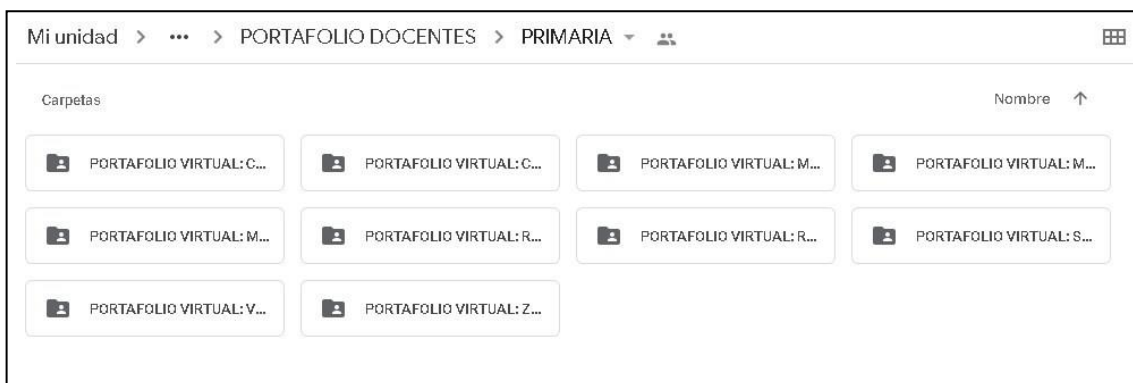 Mi unidad > ••• > PORTAFOLIO DOCENTES > PRIMARIA
Carpetas Nombre ↑
PORTAFOLIO VIRTUAL: C... PORTAFOLIO VIRTUAL: C... PORTAFOLIO VIRTUAL: M... PORTAFOLIO VIRTUAL: M...
PORTAFOLIO VIRTUAL: M... PORTAFOLIO VIRTUAL: R... PORTAFOLIO VIRTUAL: R... PORTAFOLIO VIRTUAL: S...
PORTAFOLIO VIRTUAL: V... PORTAFOLIO VIRTUAL: Z...